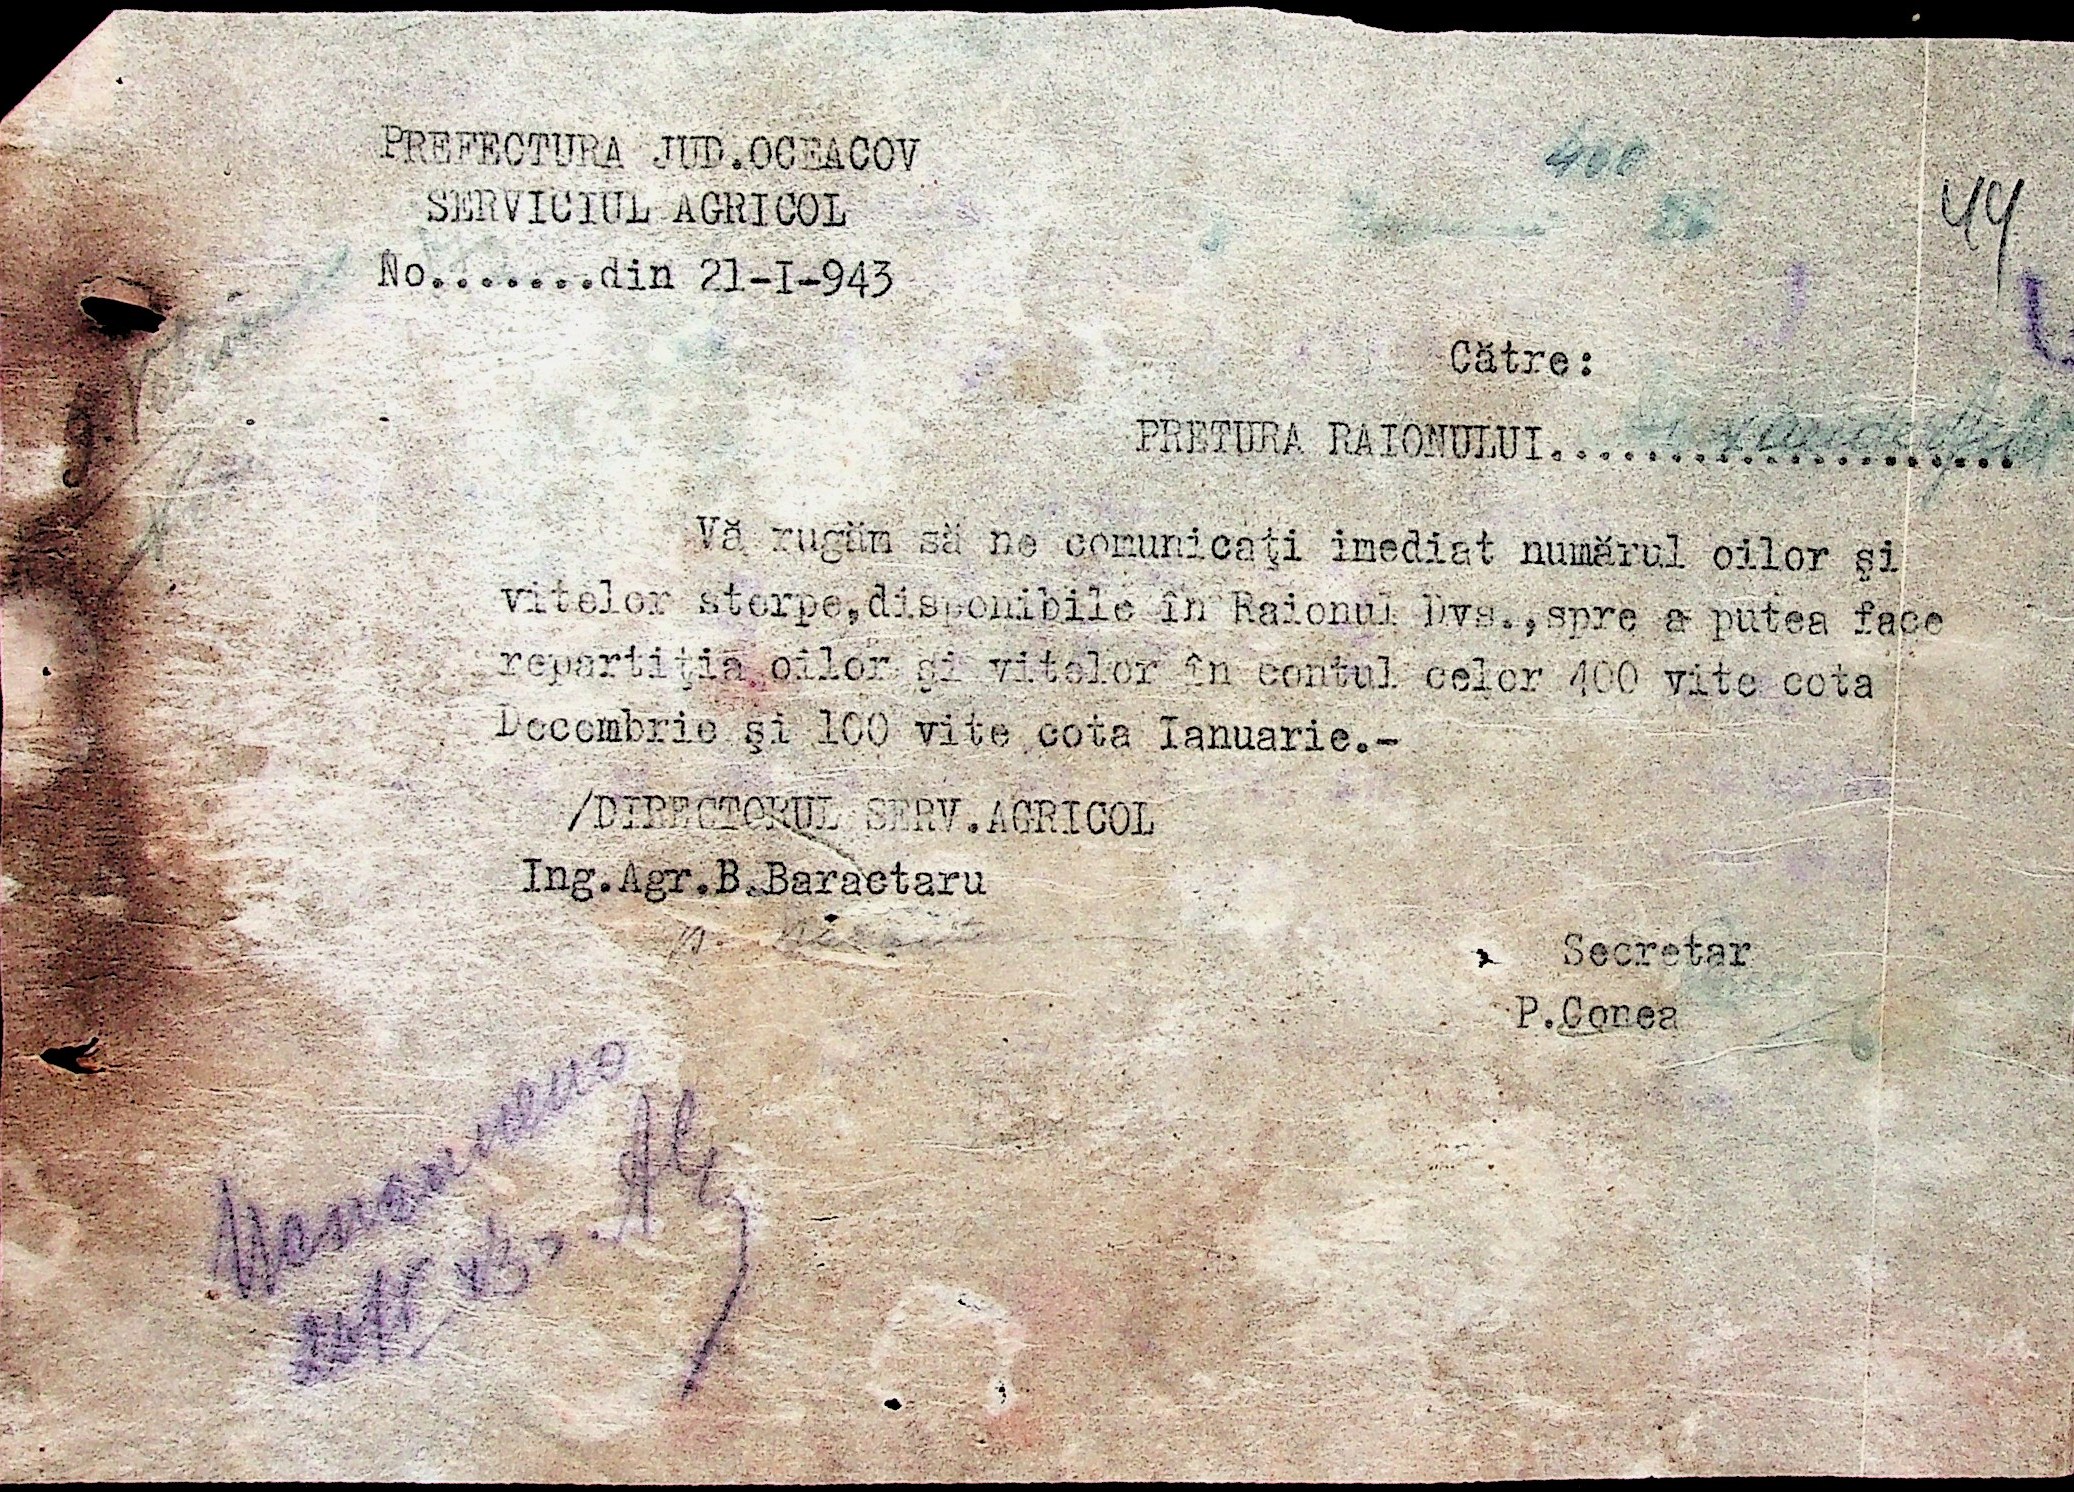 PREFECTURA JUD.OCEACOV
SERVICIUL AGRICOL
No.......din 21-I-943
400
26
44
Către:
PRETURA RAIONULUI....................
Vă rugăm să ne comunicaţi imediat numărul oilor şi
vitelor sterpe,disponibile în Raionul Dvs.,spre a putea face
repartiţia oilor şi vitelor în contul celor 400 vite cota
Decembrie şi 100 vite cota Ianuarie.-
/DIRECTORUL SERV.AGRICOL
Ing.Agr.B.Baractaru
Secretar
P.Conea